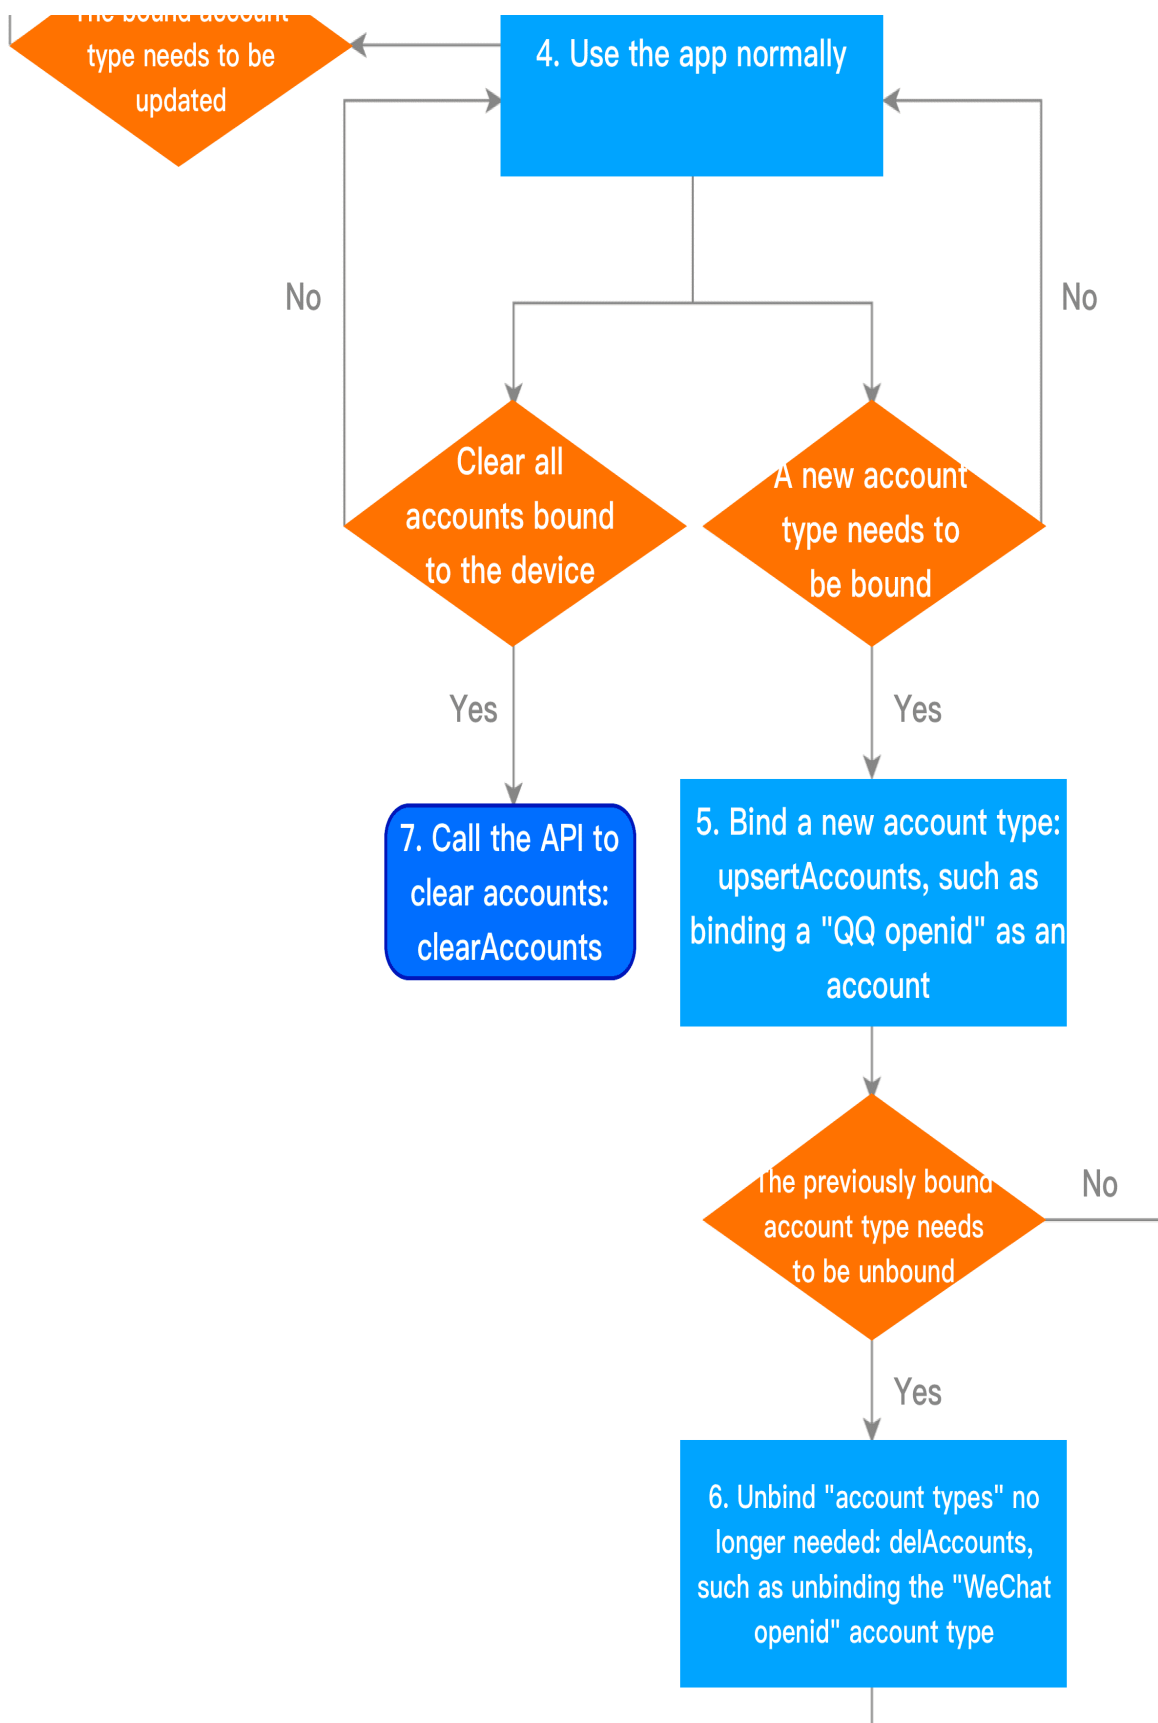 The bound account
type needs to be
updated
4. Use the app normally
No
No
Clear all
accounts bound
to the device
A new account
type needs to
be bound
Yes
Yes
7. Call the API to
clear accounts:
clearAccounts
5. Bind a new account type:
upsertAccounts, such as
binding a "QQ openid" as an
account
The previously bound
account type needs
to be unbound
No
Yes
6. Unbind "account types" no
longer needed: delAccounts,
such as unbinding the "WeChat
openid" account type